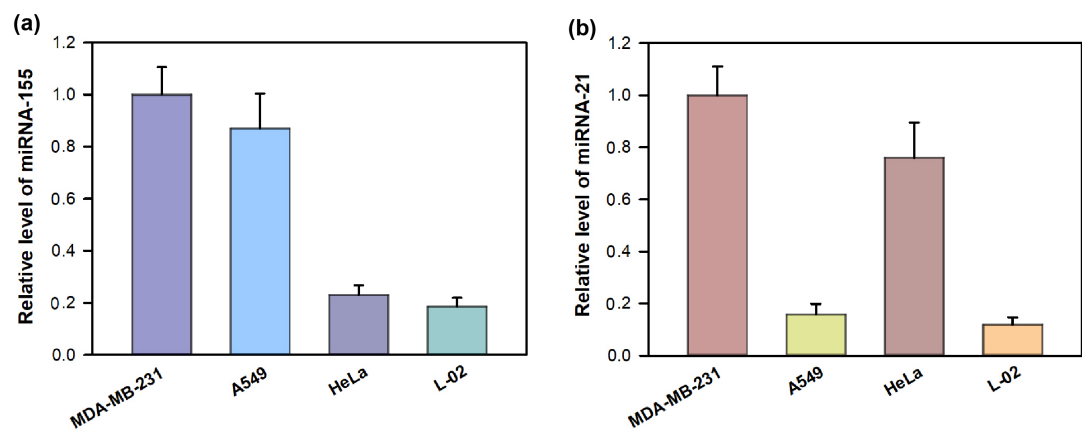 (a)
Relative level of miRNA-155
1.2
1.0
0.8
0.6
0.4
0.2
0.0
MDA-MB-231
A549
HeLa
L-02
(b)
Relative level of miRNA-21
1.2
1.0
0.8
0.6
0.4
0.2
0.0
MDA-MB-231
A549
HeLa
L-02